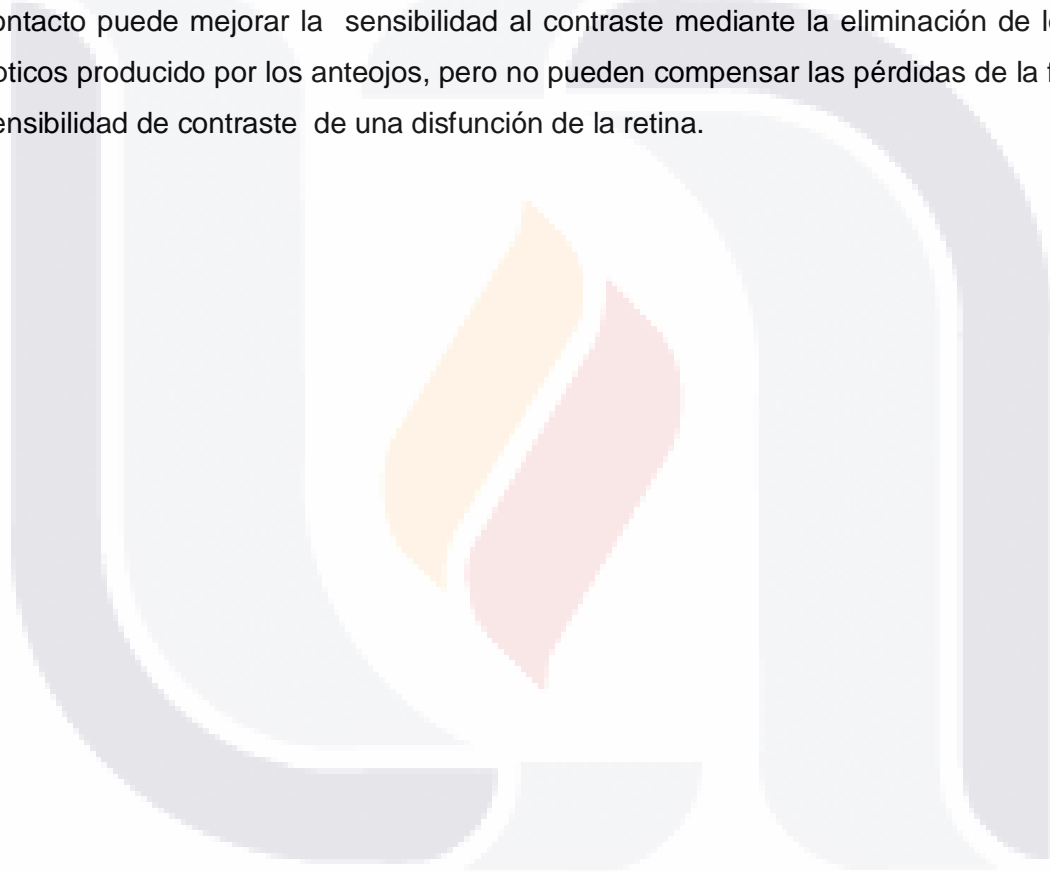 ontacto puede mejorar la sensibilidad al contraste mediante la eliminación de
pticos producido por los anteojos, pero no pueden compensar las pérdidas de la
ensibilidad de contraste de una disfunción de la retina.